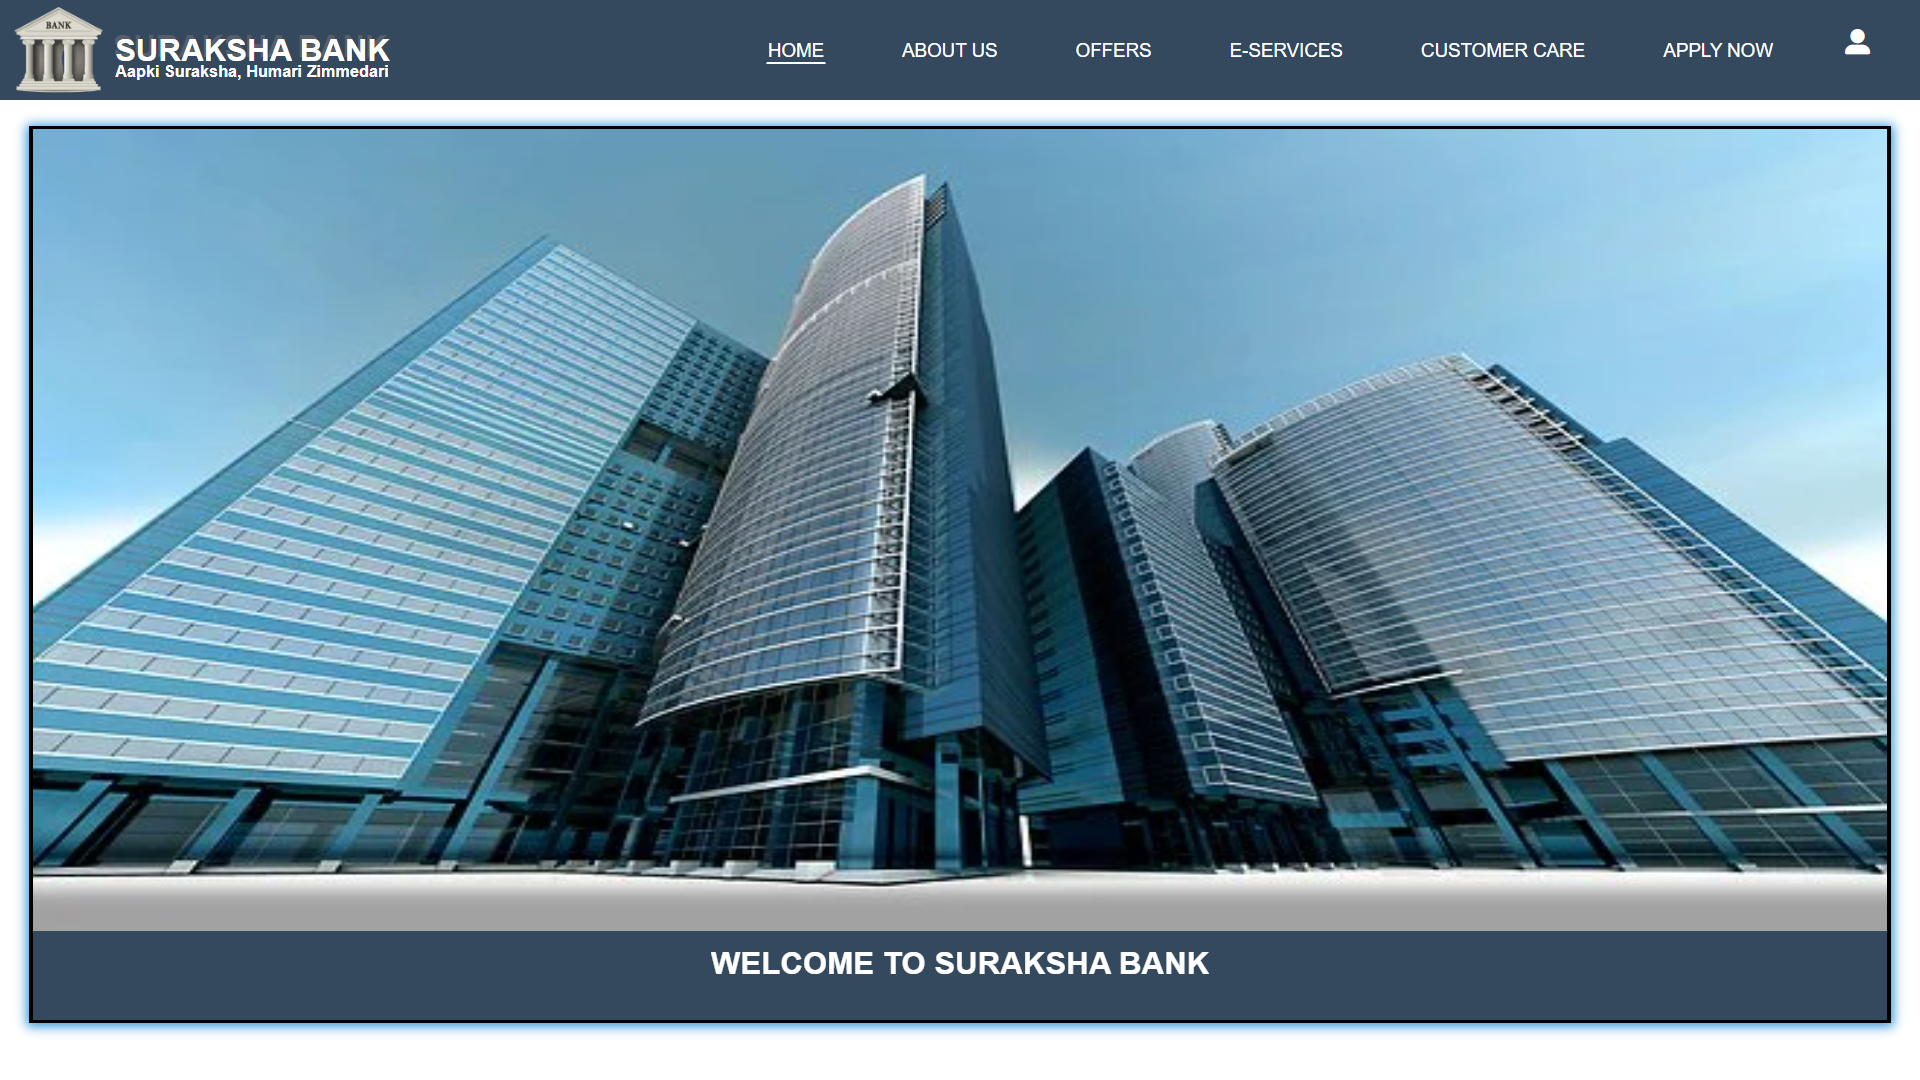 BANK
SURAKSHA BANK
Aapki Suraksha, Humari Zimmedari
HOME
ABOUT US
OFFERS
E-SERVICES
CUSTOMER CARE
APPLY NOW
WELCOME TO SURAKSHA BANK